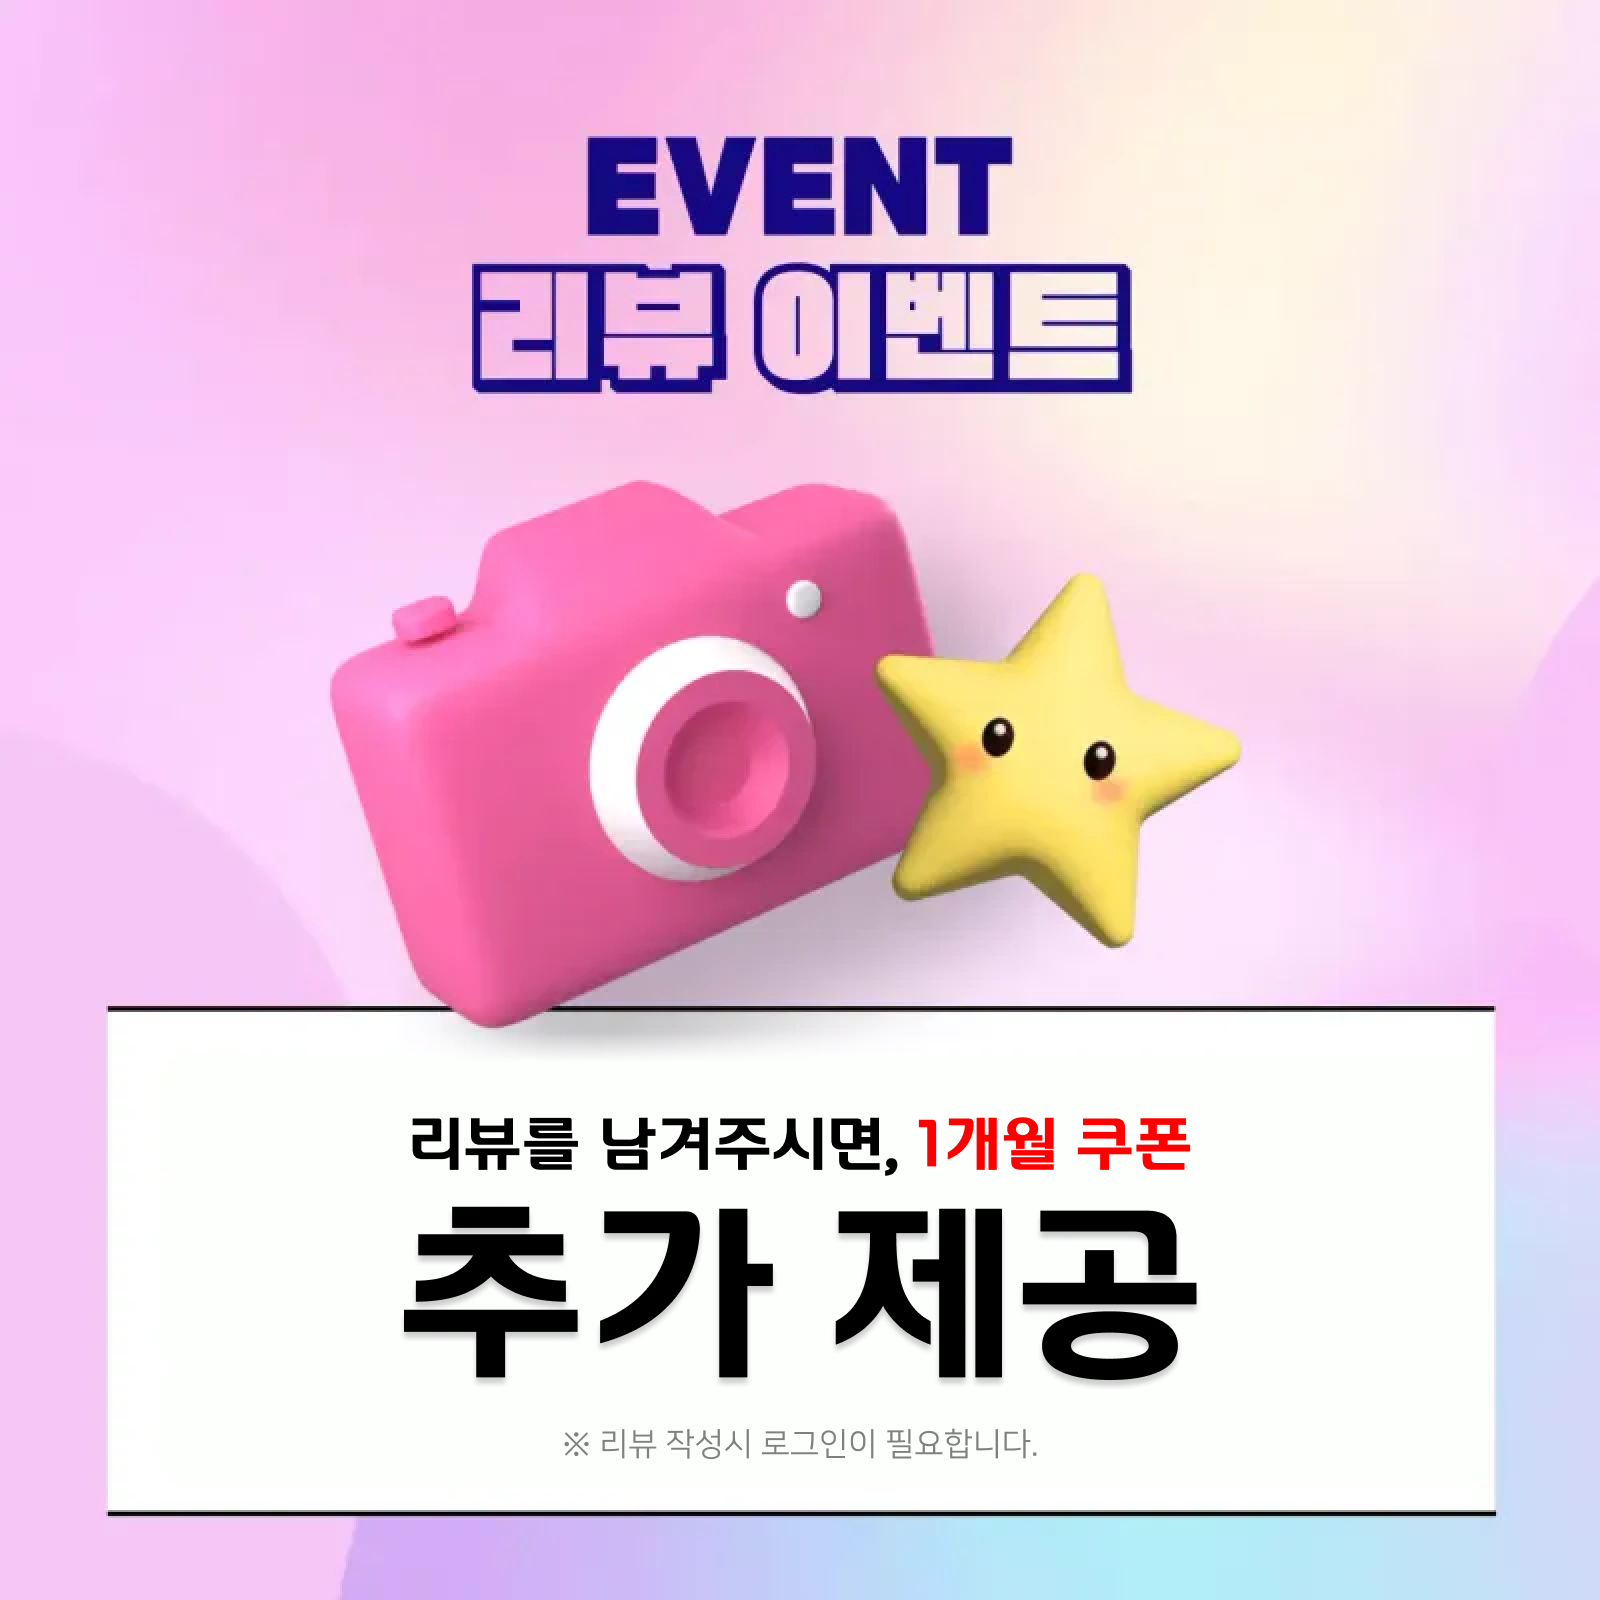 EVENT
리뷰 이벤트
리뷰를 남겨주시면, 1개월 쿠폰
추가 제공
※ 리뷰 작성시 로그인이 필요합니다.